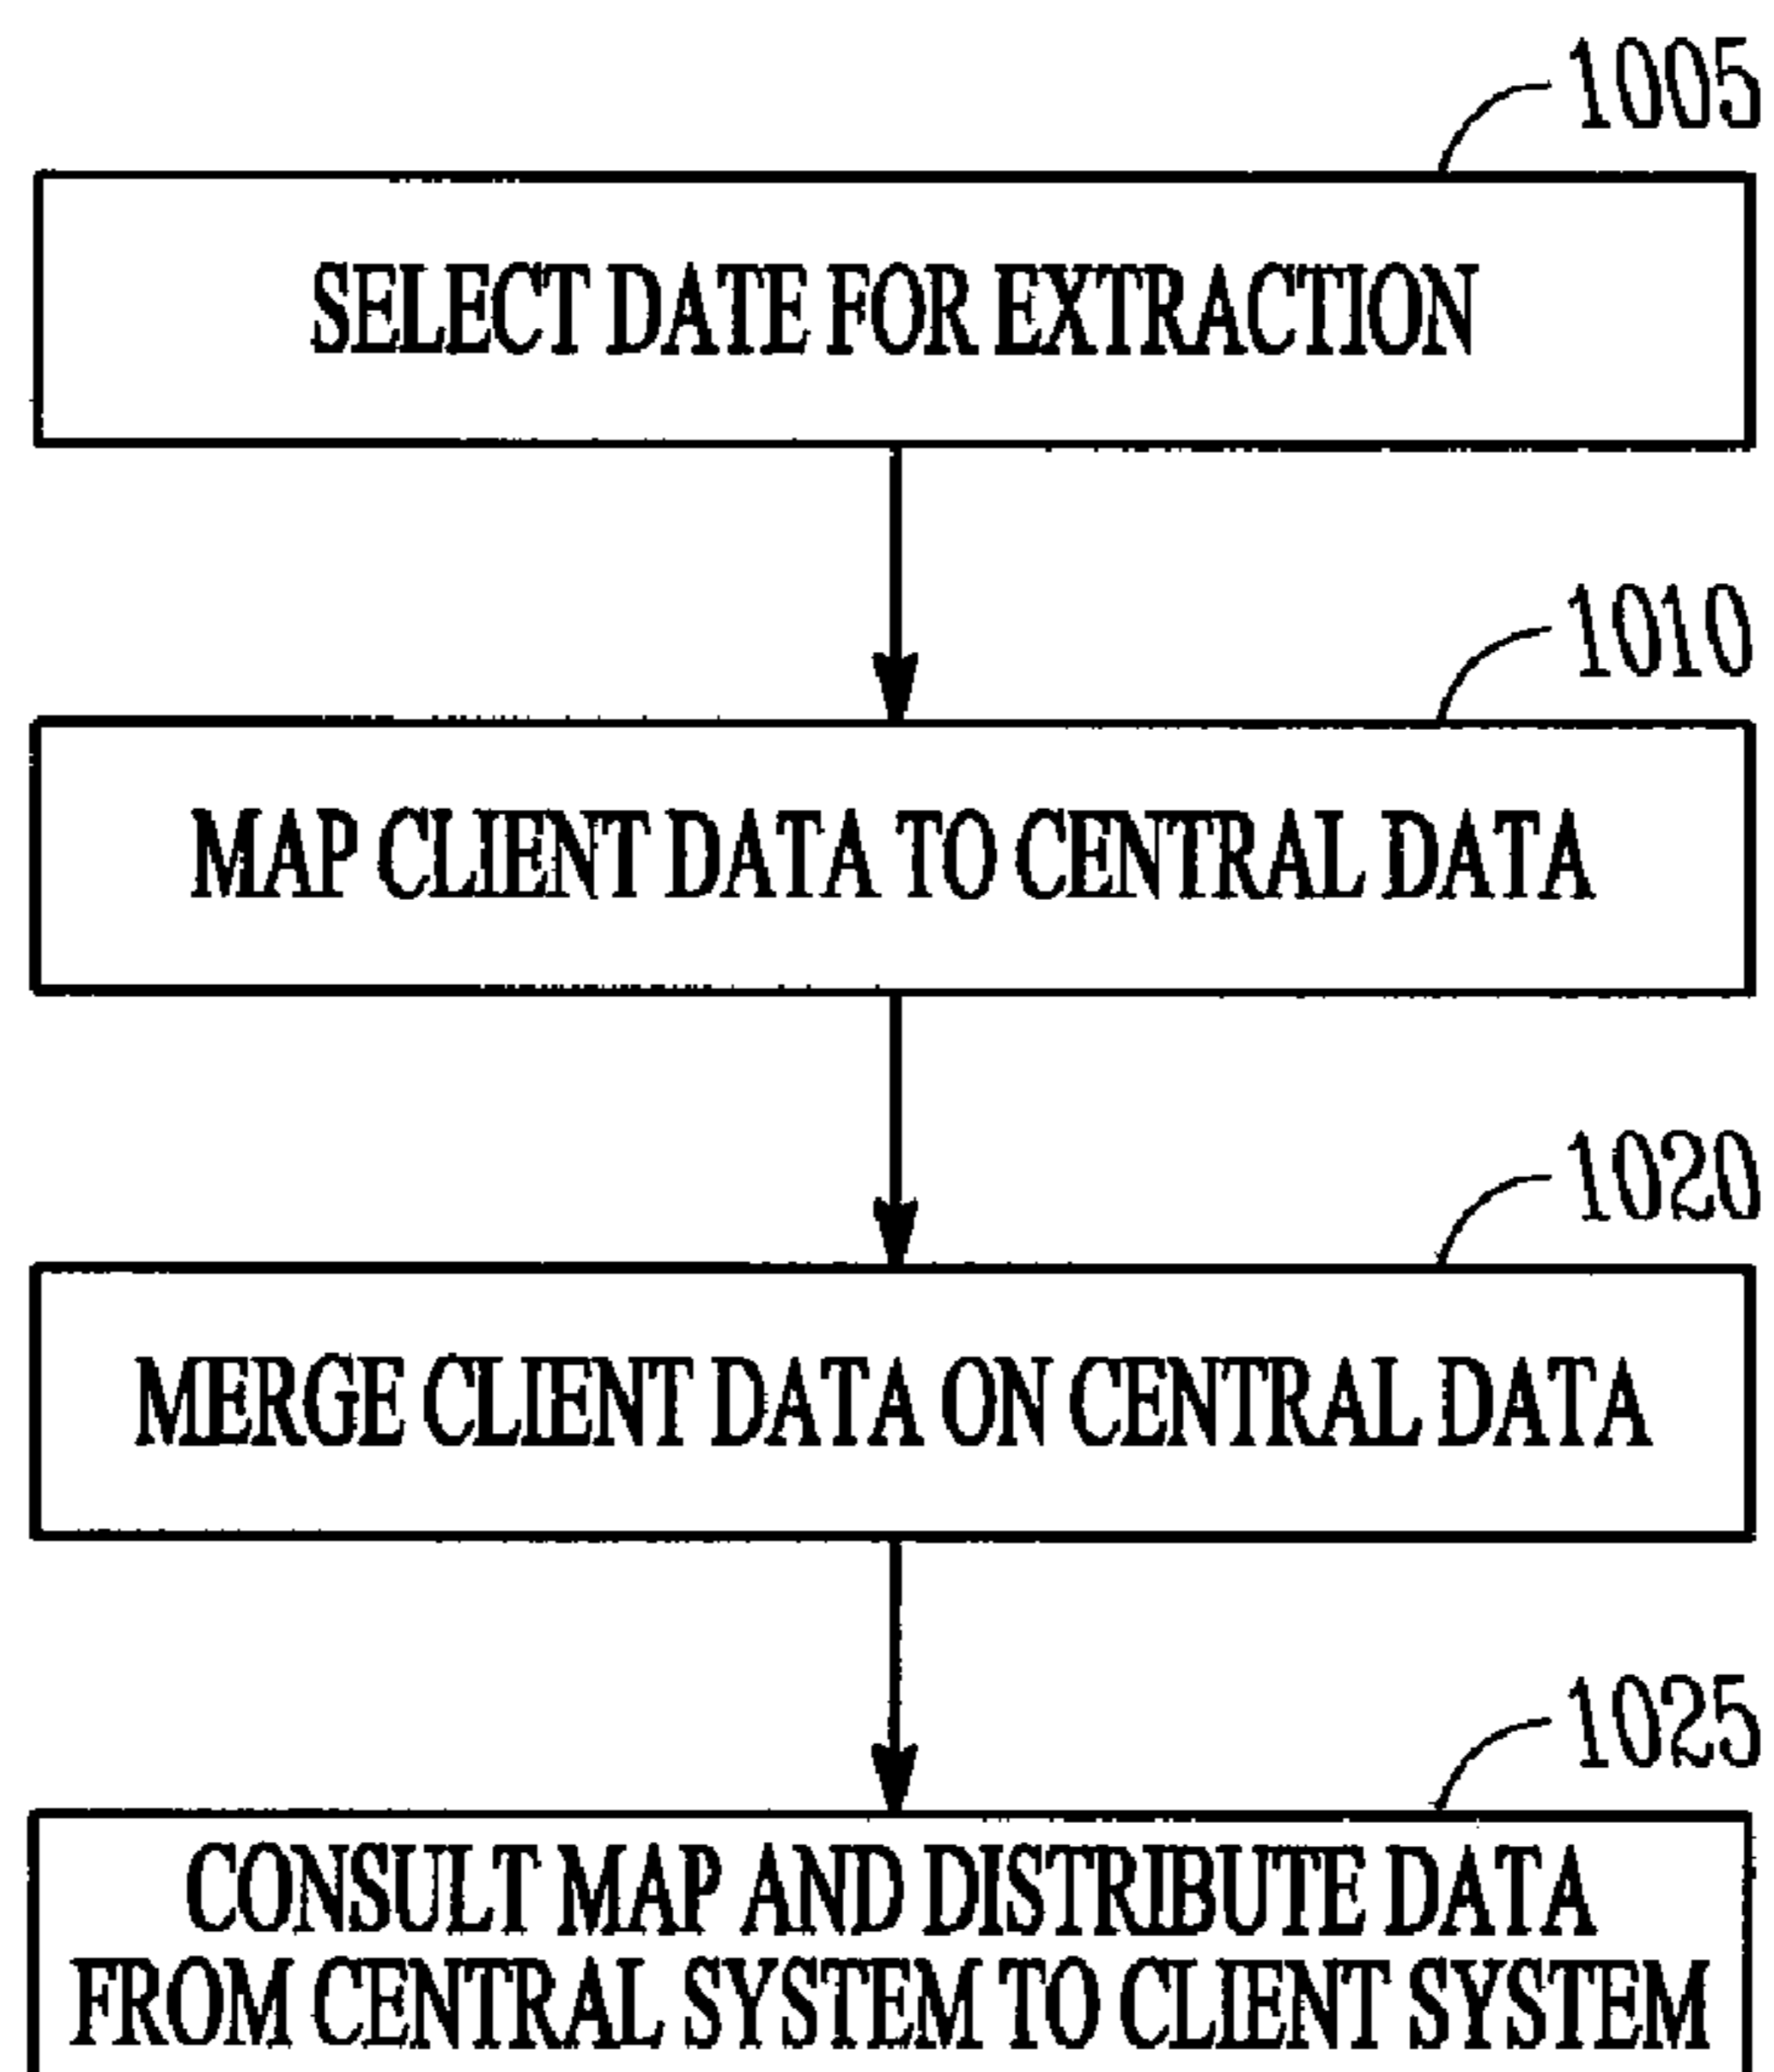 1005
SELECT DATE FOR EXTRACTION
1010
MAP CLIENT DATA TO CENTRAL DATA
1020
MERGE CLIENT DATA ON CENTRAL DATA
1025
CONSULT MAP AND DISTRIBUTE DATA
FROM CENTRAL SYSTEM TO CLIENT SYSTEM